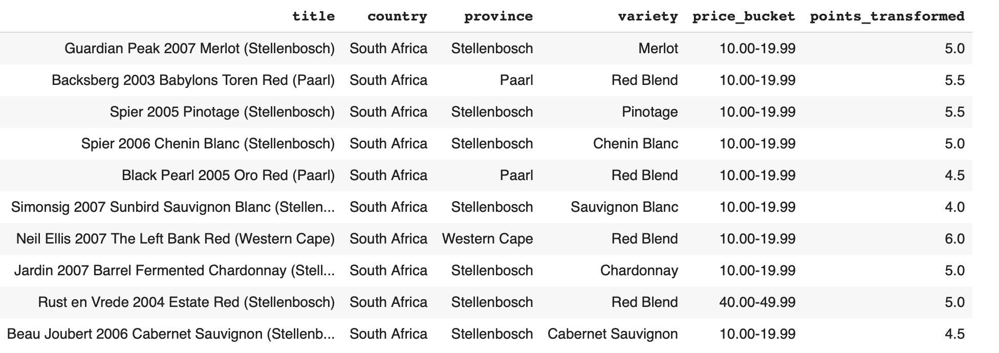 title country province variety price_bucket points_transformed
Guardian Peak 2007 Merlot (Stellenbosch) South Africa Stellenbosch Merlot 10.00-19.99 5.0
Backsberg 2003 Babylons Toren Red (Paarl) South Africa Paarl Red Blend 10.00-19.99 5.5
Spier 2005 Pinotage (Stellenbosch) South Africa Stellenbosch Pinotage 10.00-19.99 5.5
Spier 2006 Chenin Blanc (Stellenbosch) South Africa Stellenbosch Chenin Blanc 10.00-19.99 5.0
Black Pearl 2005 Oro Red (Paarl) South Africa Paarl Red Blend 10.00-19.99 4.5
Simonsig 2007 Sunbird Sauvignon Blanc (Stellen... South Africa Stellenbosch Sauvignon Blanc 10.00-19.99 4.0
Neil Ellis 2007 The Left Bank Red (Western Cape) South Africa Western Cape Red Blend 10.00-19.99 6.0
Jardin 2007 Barrel Fermented Chardonnay (Stell... South Africa Stellenbosch Chardonnay 10.00-19.99 5.0
Rust en Vrede 2004 Estate Red (Stellenbosch) South Africa Stellenbosch Red Blend 40.00-49.99 5.0
Beau Joubert 2006 Cabernet Sauvignon (Stellenb... South Africa Stellenbosch Cabernet Sauvignon 10.00-19.99 4.5